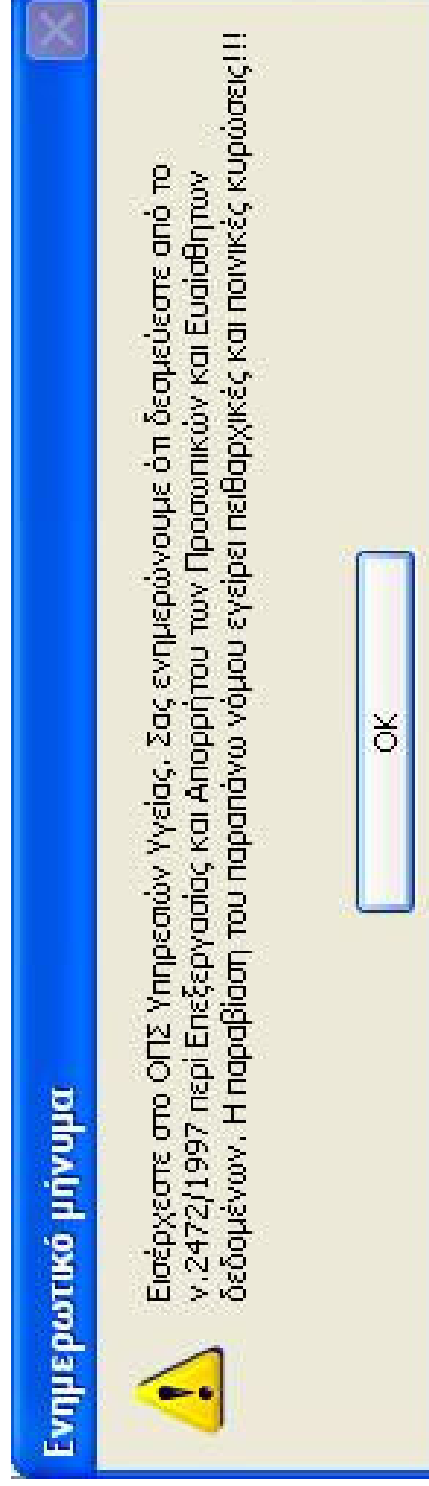 Ενημερωτικό μήνυμα
Εισέρχεστε στο ΟΠΣ Υπηρεσιών Υγείας. Σας ενημερώνουμε ότι δεσμεύεστε από το
ν.2472/1997 περί Επεξεργασίας και Απορρήτου των Προσωπικών και Ευαίσθητων
δεδομένων. Η παραβίαση του παραπάνω νόμου εγείρει πειθαρχικές και ποινικές κυρώσεις!!!
OK